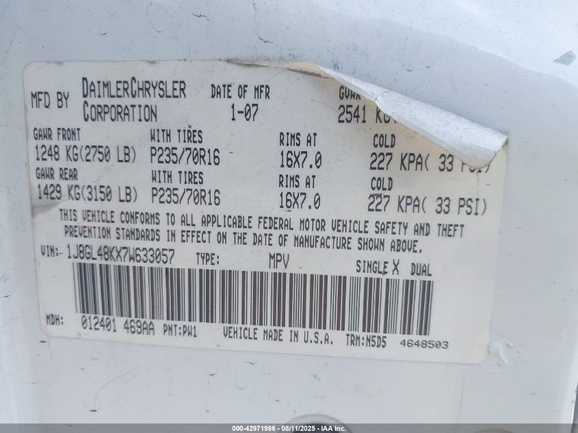 MFD BY DAIMLERCHRYSLER CORPORATION DATE OF MFR 1-07 GVWR 2541 KG
GAWR FRONT WITH TIRES RIMS AT COLD
1248 KG(2750 LB) P235/70R16 16X7.0 227 KPA( 33 PSI)
GAWR REAR WITH TIRES RIMS AT COLD
1429 KG(3150 LB) P235/70R16 16X7.0 227 KPA( 33 PSI)
THIS VEHICLE CONFORMS TO ALL APPLICABLE FEDERAL MOTOR VEHICLE SAFETY AND THEFT
PREVENTION STANDARDS IN EFFECT ON THE DATE OF MANUFACTURE SHOWN ABOVE.
VIN: 1J8GL48KX7W633057 TYPE: MPV SINGLE X DUAL
MDH: 012401 469AA PNT:PW1 VEHICLE MADE IN U.S.A. TRM:N5D5 4648503
000-42971986 - 08/11/2025 - IAA Inc.